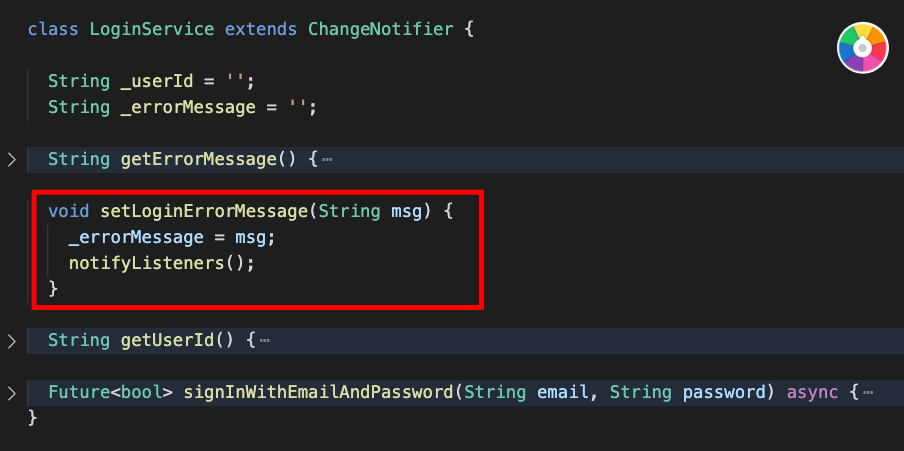 class LoginService extends ChangeNotifier {
String _userId = '';
String _errorMessage = '';
String getErrorMessage() {⋯
void setLoginErrorMessage(String msg) {
_errorMessage = msg;
notifyListeners();
}
String getUserId() {⋯
Future<bool> signInWithEmailAndPassword(String email, String password) async {⋯
}